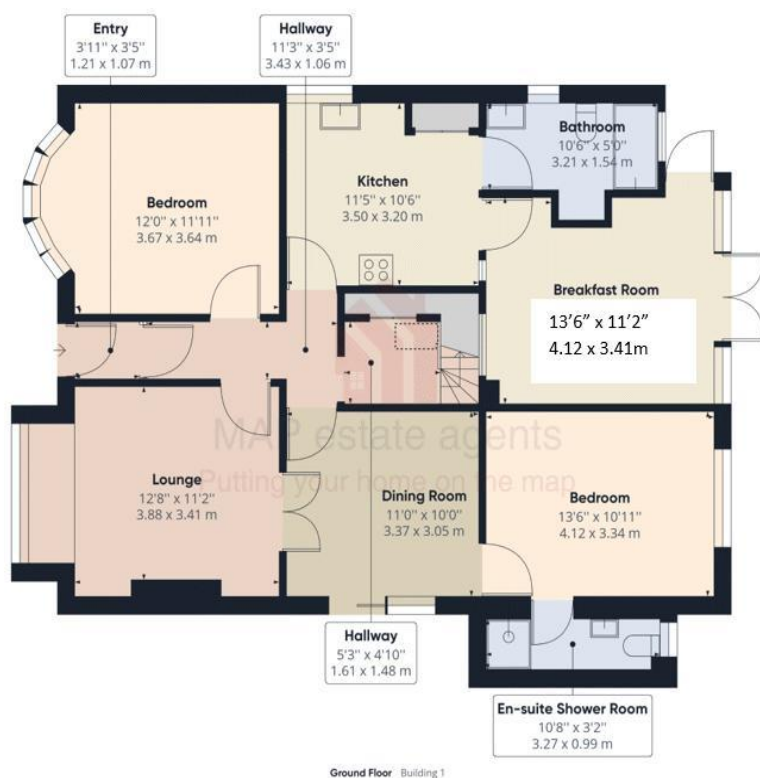 Entry
3'11" x 3'5"
1.21 x 1.07 m
Hallway
11'3" x 3'5"
3.43 x 1.06 m
Bedroom
12'0" x 11'11"
3.67 x 3.64 m
Kitchen
11'5" x 10'6"
3.50 x 3.20 m
Bathroom
10'6" x 5'0"
3.21 x 1.54 m
Breakfast Room
13'6" x 11'2"
4.12 x 3.41m
MAP estate agents
Putting your home on the map
Lounge
12'8" x 11'2"
3.88 x 3.41 m
Dining Room
11'0" x 10'0"
3.37 x 3.05 m
Bedroom
13'6" x 10'11"
4.12 x 3.34 m
Hallway
5'3" x 4'10"
1.61 x 1.48 m
En-suite Shower Room
10'8" x 3'2"
3.27 x 0.99 m
Ground Floor Building 1